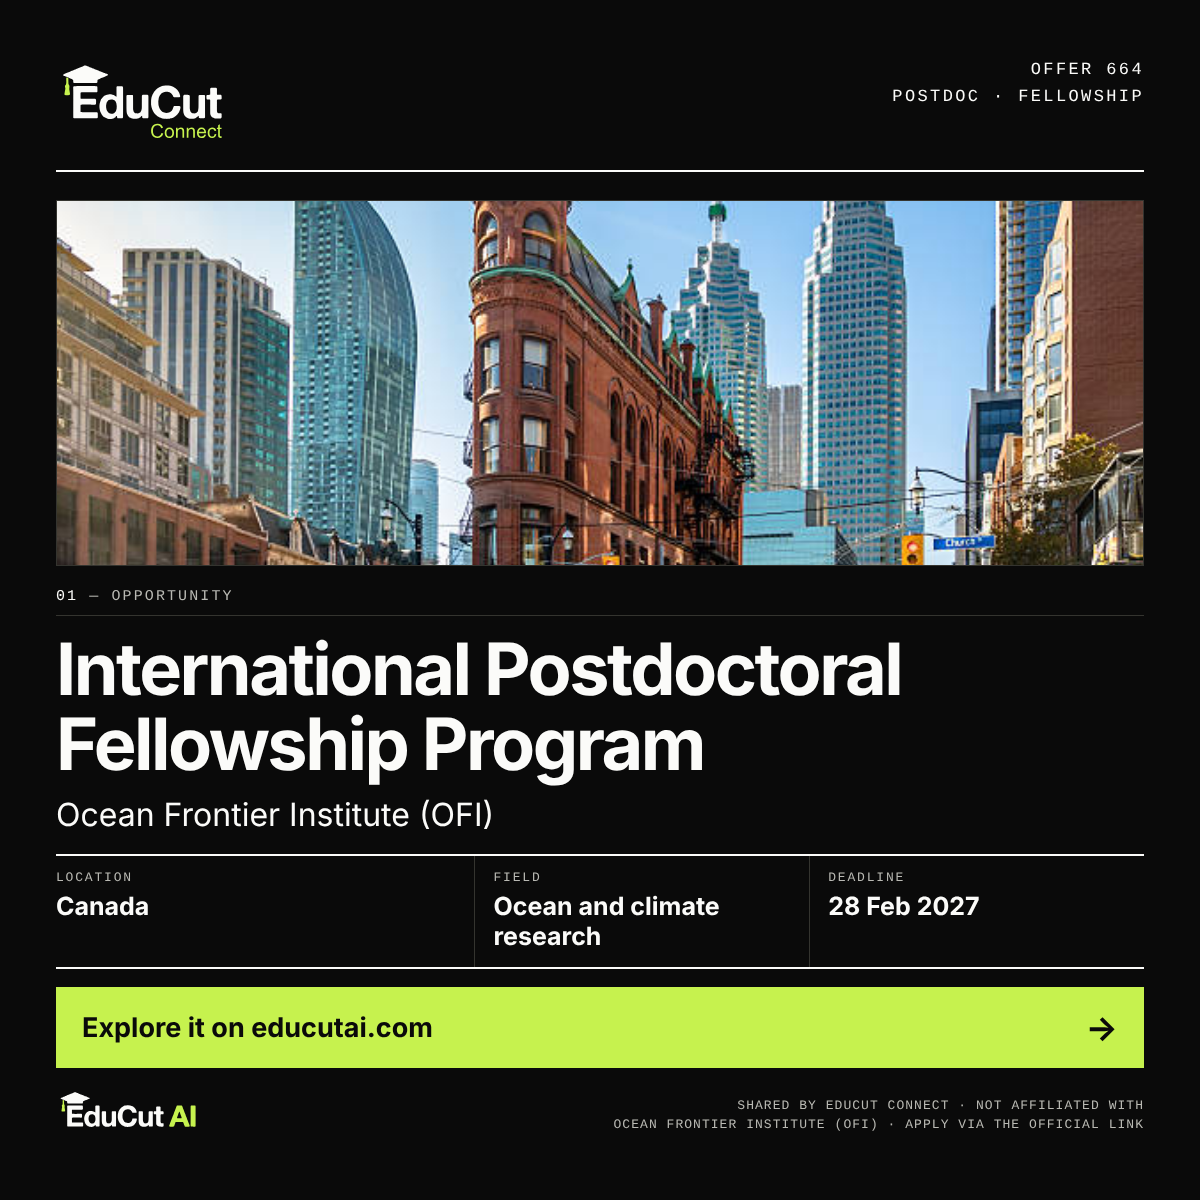 EduCut
Connect
OFFER 664
POSTDOC · FELLOWSHIP
Church
01 — OPPORTUNITY
International Postdoctoral
Fellowship Program
Ocean Frontier Institute (OFI)
LOCATION
Canada
FIELD
Ocean and climate
research
DEADLINE
28 Feb 2027
Explore it on educutai.com
EduCut AI
SHARED BY EDUCUT CONNECT · NOT AFFILIATED WITH
OCEAN FRONTIER INSTITUTE (OFI) · APPLY VIA THE OFFICIAL LINK